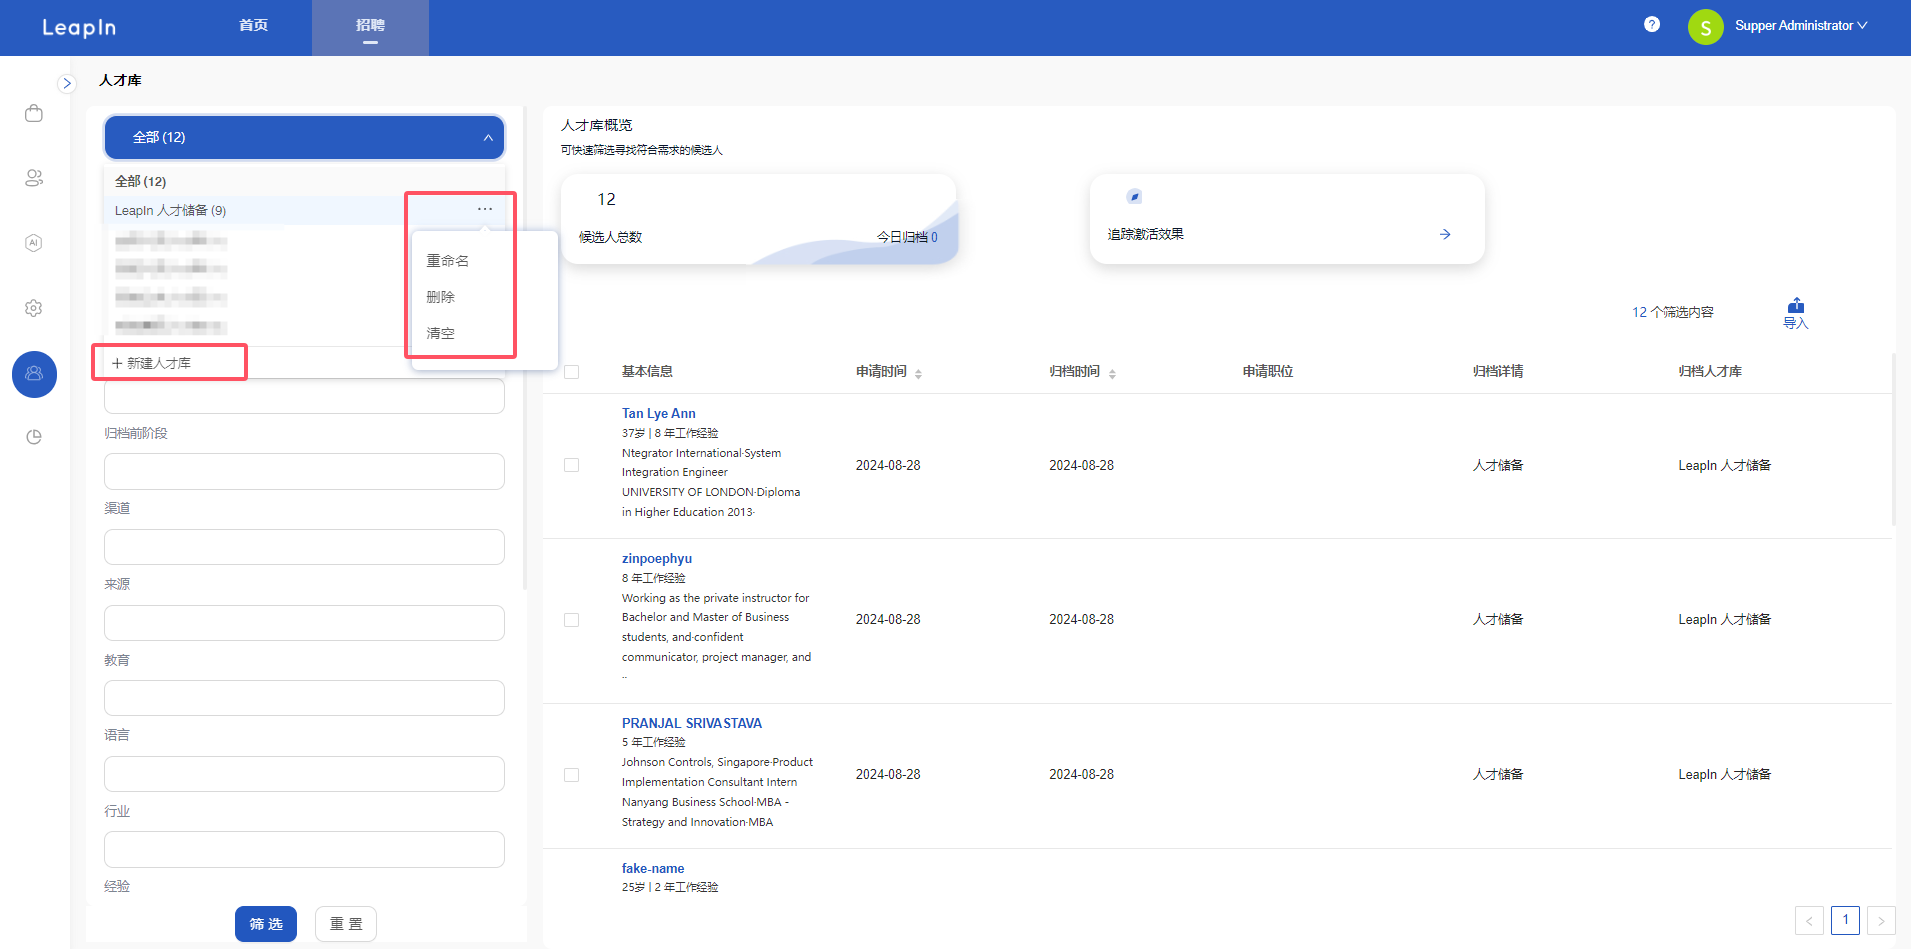 LeapIn
首页
招聘
?
S
Supper Administrator
人才库
全部 (12)
全部 (12)
LeapIn 人才储备 (9)
···
重命名
删除
清空
+ 新建人才库
归档前阶段
渠道
来源
教育
语言
行业
经验
筛 选
重 置
人才库概览
可快速筛选寻找符合需求的候选人
12
候选人总数
今日归档 0
追踪激活效果
12 个筛选内容
导入
基本信息
申请时间
归档时间
申请职位
归档详情
归档人才库
Tan Lye Ann
37岁 | 8 年工作经验
Ntegrator International·System
Integration Engineer
UNIVERSITY OF LONDON·Diploma
in Higher Education 2013·
2024-08-28
2024-08-28
人才储备
LeapIn 人才储备
zinpoephyu
8 年工作经验
Working as the private instructor for
Bachelor and Master of Business
students, and·confident
communicator, project manager, and
..
2024-08-28
2024-08-28
人才储备
LeapIn 人才储备
PRANJAL SRIVASTAVA
5 年工作经验
Johnson Controls, Singapore·Product
Implementation Consultant Intern
Nanyang Business School·MBA -
Strategy and Innovation·MBA
2024-08-28
2024-08-28
人才储备
LeapIn 人才储备
fake-name
25岁 | 2 年工作经验
< 1 >
AI